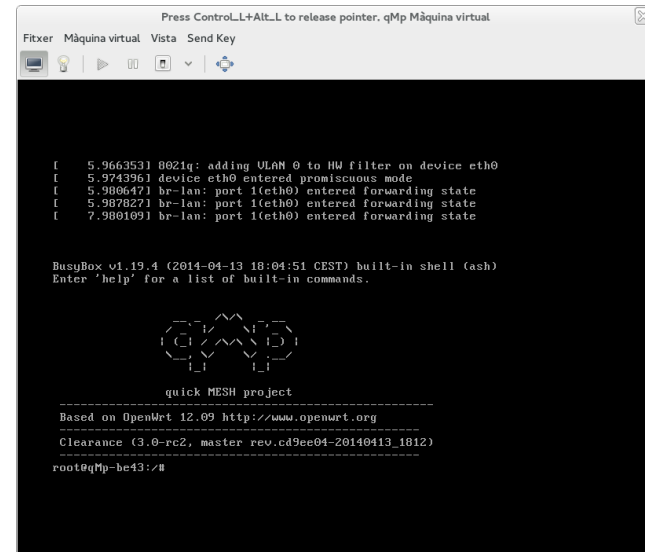 Press Control_L+Alt_L to release pointer. qMp Màquina virtual
Fitxer Màquina virtual Vista Send Key
[    5.966353] 8021q: adding VLAN 0 to HW filter on device eth0
[    5.974396] device eth0 entered promiscuous mode
[    5.980647] br-lan: port 1(eth0) entered forwarding state
[    5.987827] br-lan: port 1(eth0) entered forwarding state
[    7.980109] br-lan: port 1(eth0) entered forwarding state
BusyBox v1.19.4 (2014-04-13 18:04:51 CEST) built-in shell (ash)
Enter 'help' for a list of built-in commands.
quick MESH project
Based on OpenWrt 12.09 http://www.openwrt.org
Clearance (3.0-rc2, master rev.cd9ee04-20140413_1812)
root@qMp-be43:/#